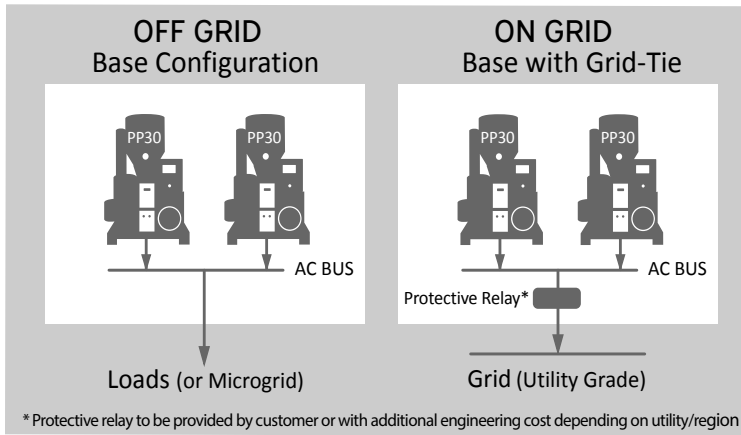 OFF GRID
Base Configuration
PP30
PP30
AC BUS
Loads (or Microgrid)
ON GRID
Base with Grid-Tie
PP30
PP30
AC BUS
Protective Relay*
Grid (Utility Grade)
* Protective relay to be provided by customer or with additional engineering cost depending on utility/region